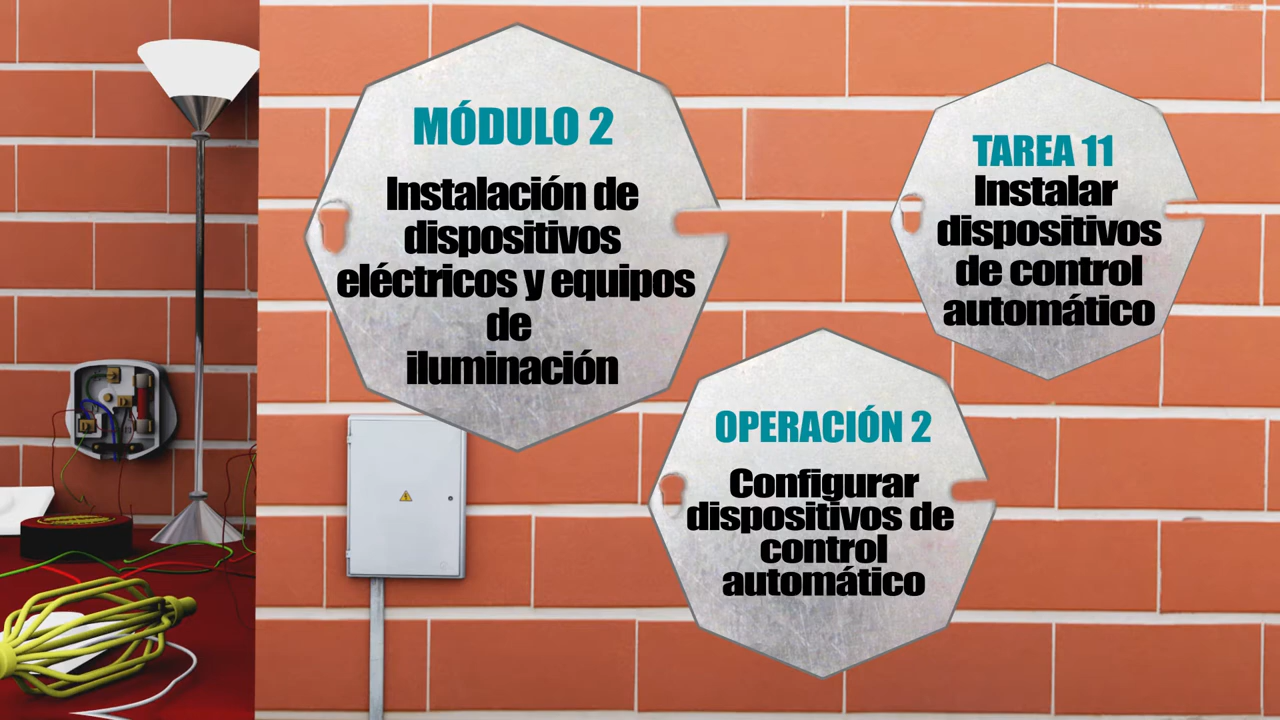 MÓDULO 2
Instalación de
dispositivos
eléctricos y equipos
de
iluminación
TAREA 11
Instalar
dispositivos
de control
automático
OPERACIÓN 2
Configurar
dispositivos de
control
automático